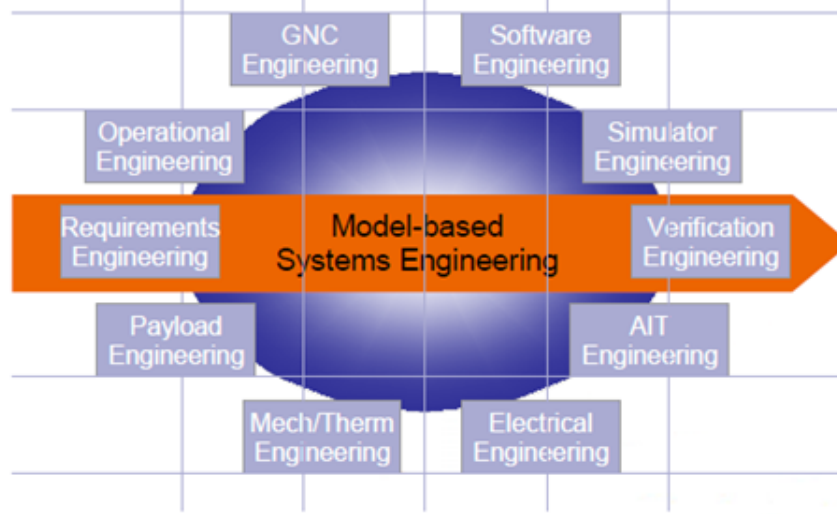 GNC
Engineering
Software
Engineering
Operational
Engineering
Simulator
Engineering
Requirements
Engineering
Model-based
Systems Engineering
Verification
Engineering
Payload
Engineering
AIT
Engineering
Mech/Therm
Engineering
Electrical
Engineering